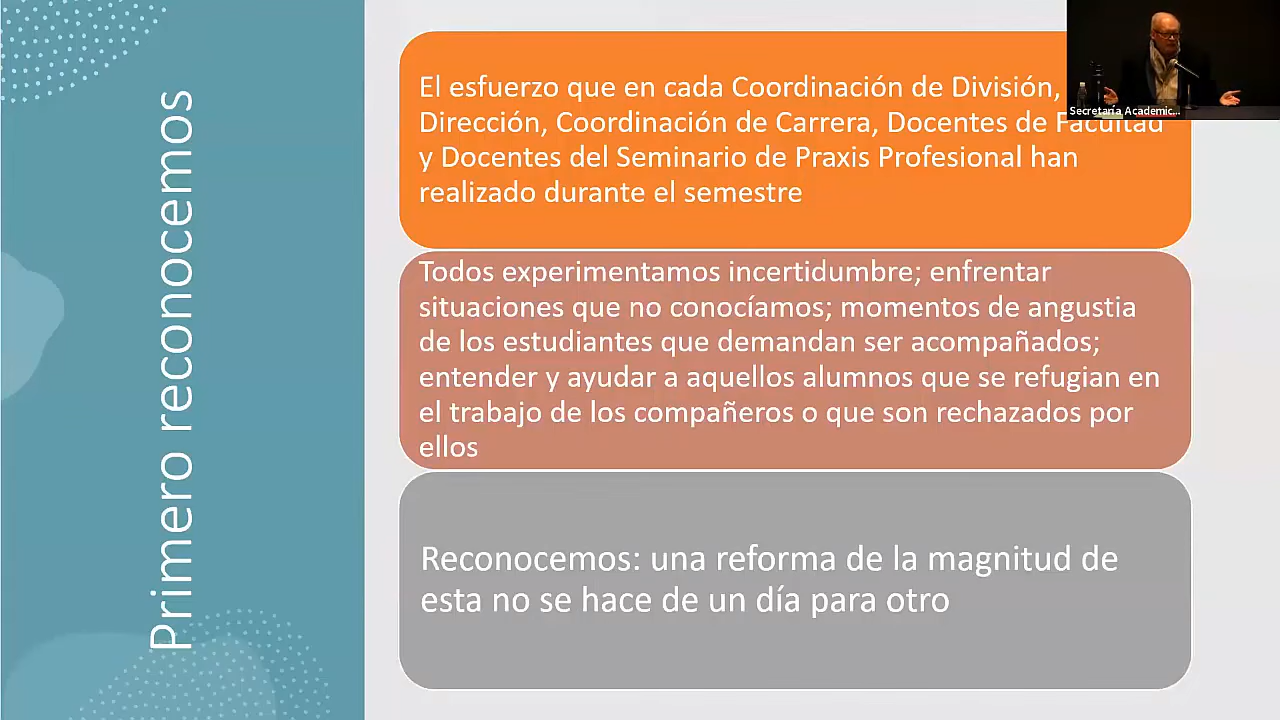 Primero reconocemos
El esfuerzo que en cada Coordinación de División,
Dirección, Coordinación de Carrera, Docentes de Facultad
y Docentes del Seminario de Praxis Profesional han
realizado durante el semestre
Todos experimentamos incertidumbre; enfrentar
situaciones que no conocíamos; momentos de angustia
de los estudiantes que demandan ser acompañados;
entender y ayudar a aquellos alumnos que se refugian en
el trabajo de los compañeros o que son rechazados por
ellos
Reconocemos: una reforma de la magnitud de
esta no se hace de un día para otro
Secretaría Academic...